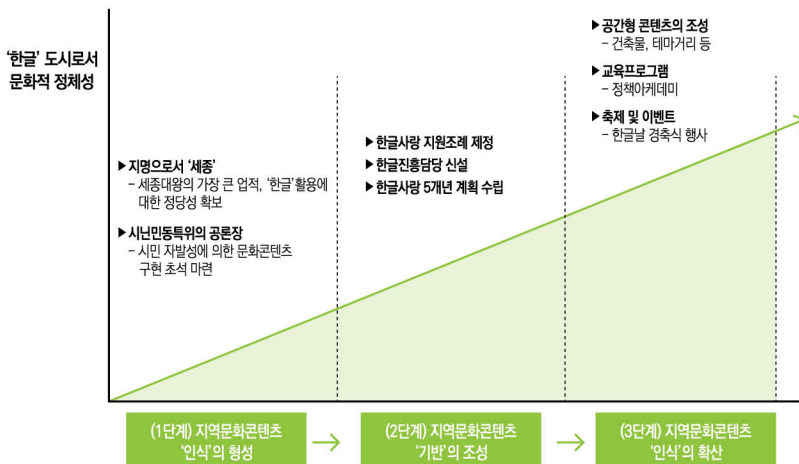 ‘한글’ 도시로서
문화적 정체성
▶지명으로서 ‘세종’
– 세종대왕의 가장 큰 업적, ‘한글’활용에
대한 정당성 확보
▶시닌민동특위의 공론장
– 시민 자발성에 의한 문화콘텐츠
구현 초석 마련
▶한글사랑 지원조례 제정
▶한글진흥담당 신설
▶한글사랑 5개년 계획 수립
▶공간형 콘텐츠의 조성
– 건축물, 테마거리 등
▶교육프로그램
– 정책아케데미
▶축제 및 이벤트
– 한글날 경축식 행사
(1단계) 지역문화콘텐츠
‘인식’의 형성
(2단계) 지역문화콘텐츠
‘기반’의 조성
(3단계) 지역문화콘텐츠
‘인식’의 확산